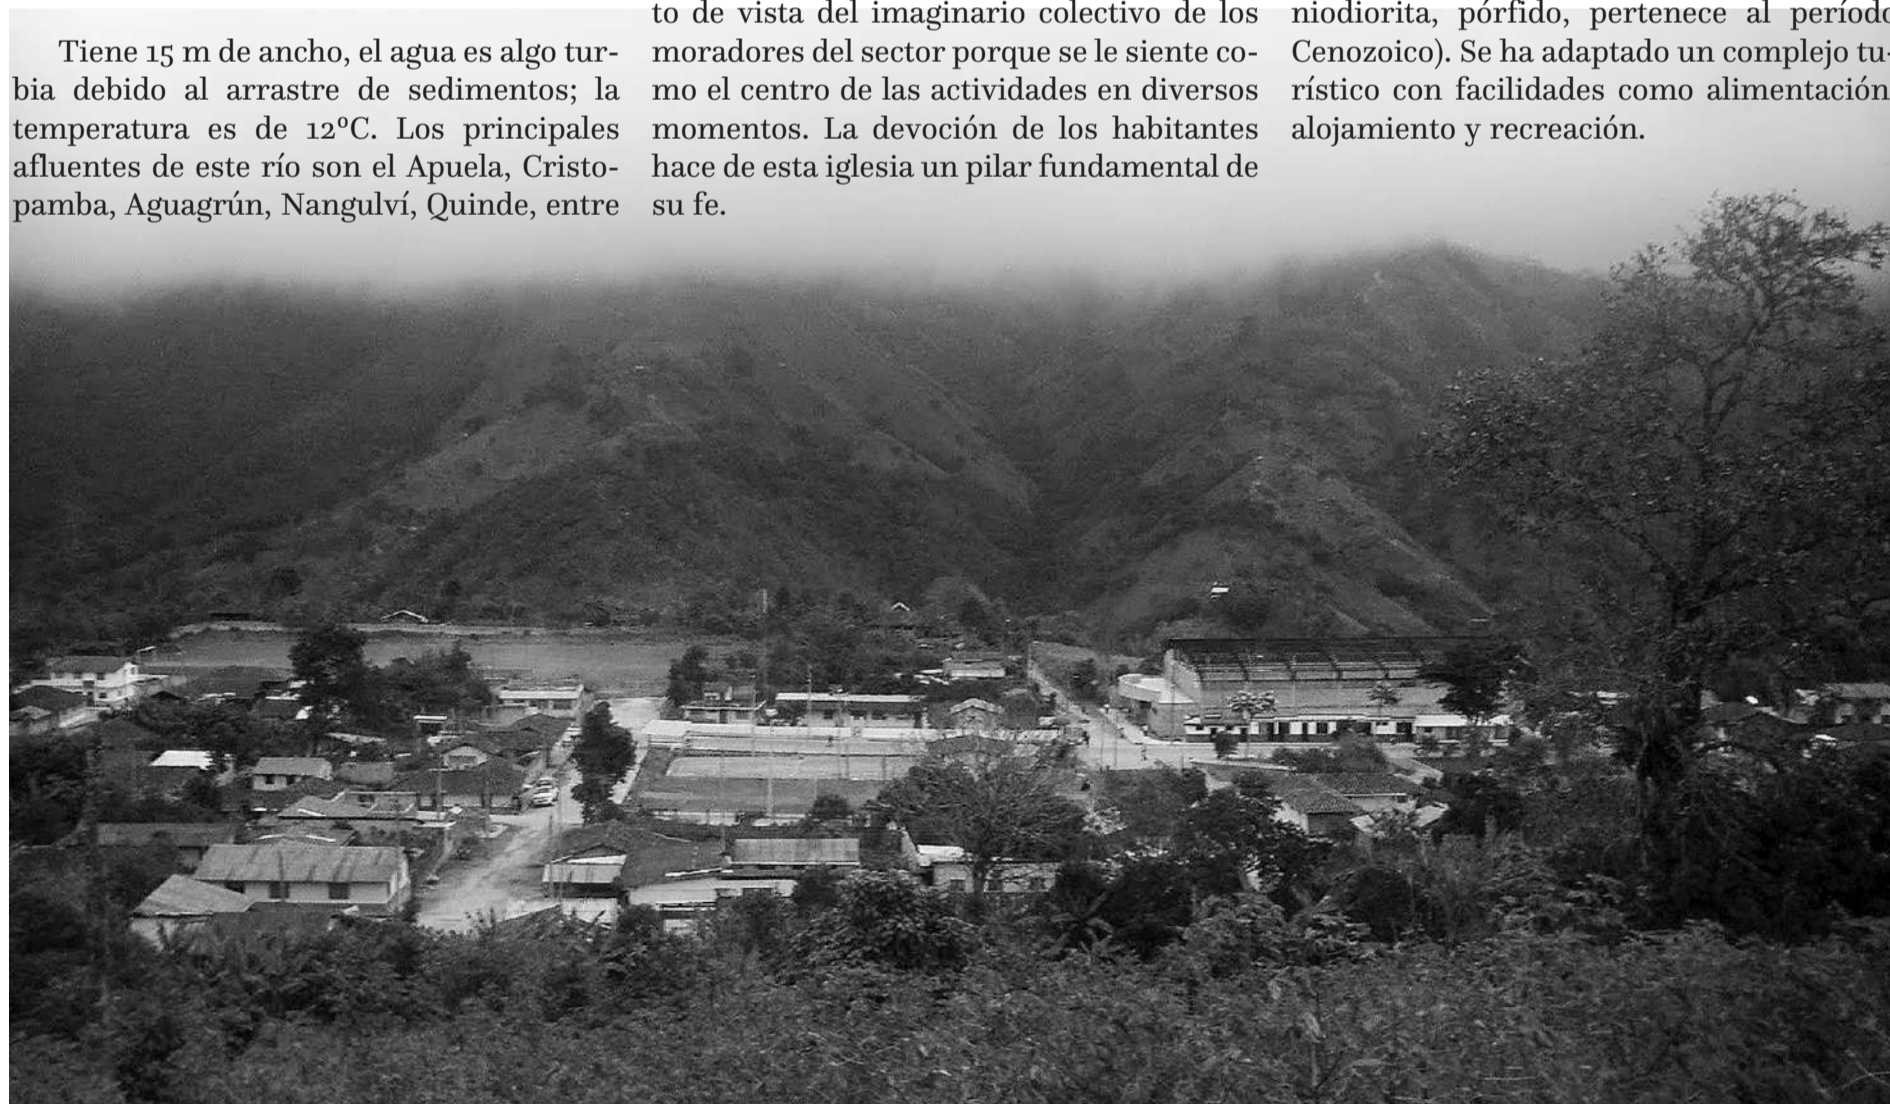 Tiene 15 m de ancho, el agua es algo tur-
bia debido al arrastre de sedimentos; la
temperatura es de 12ºC. Los principales
afluentes de este río son el Apuela, Cristo-
pamba, Aguagrún, Nangulví, Quinde, entre
to de vista del imaginario colectivo de los
moradores del sector porque se le siente co-
mo el centro de las actividades en diversos
momentos. La devoción de los habitantes
hace de esta iglesia un pilar fundamental de
su fe.
niodiorita, pórfido, pertenece al período
Cenozoico). Se ha adaptado un complejo tu-
rístico con facilidades como alimentación
alojamiento y recreación.